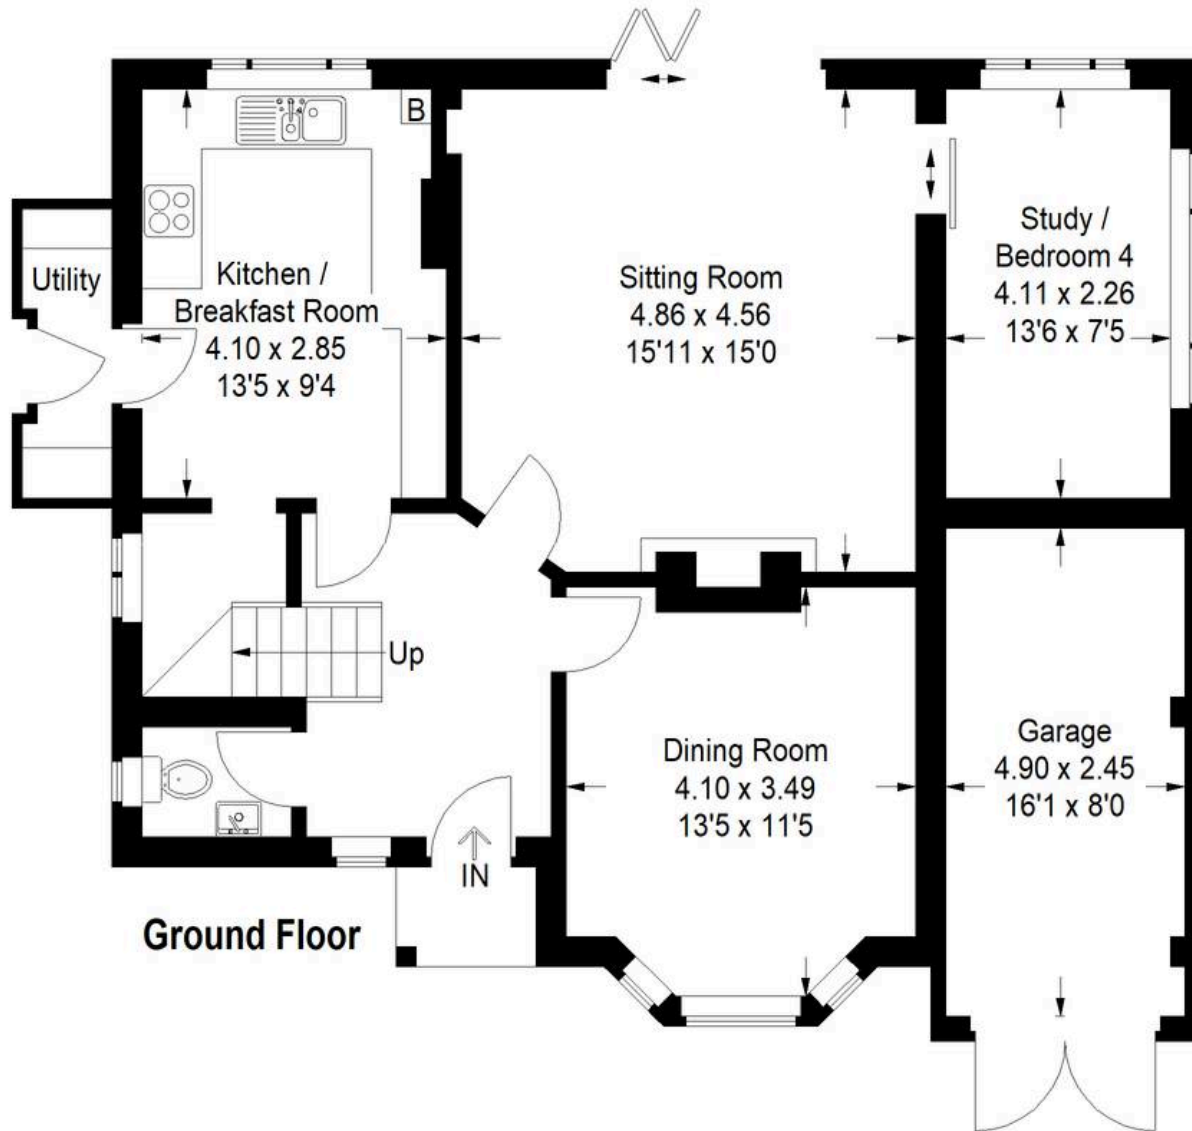 B
Utility
Kitchen /
Breakfast Room
4.10 x 2.85
13'5 x 9'4
Sitting Room
4.86 x 4.56
15'11 x 15'0
Study /
Bedroom 4
4.11 x 2.26
13'6 x 7'5
Up
Dining Room
4.10 x 3.49
13'5 x 11'5
Garage
4.90 x 2.45
16'1 x 8'0
IN
Ground Floor